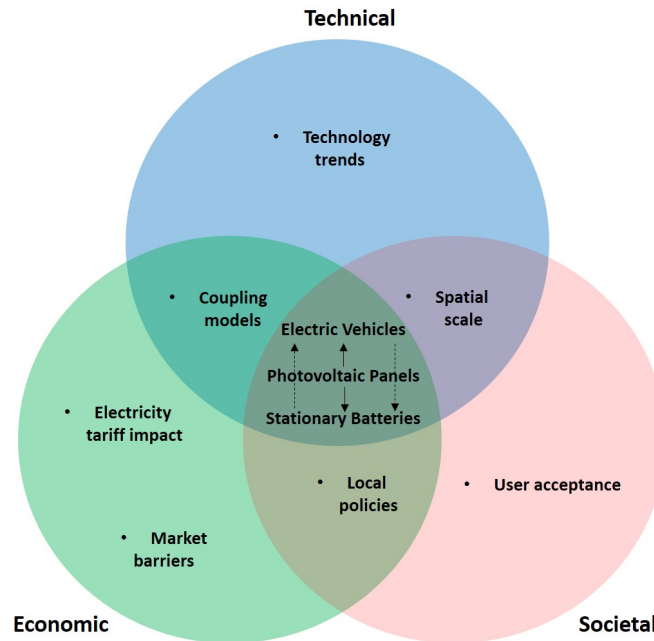 Technical
• Technology
trends
• Coupling
models
• Spatial
scale
Electric Vehicles
Photovoltaic Panels
Stationary Batteries
• Electricity
tariff impact
• Local
policies
• User acceptance
• Market
barriers
Economic
Societal